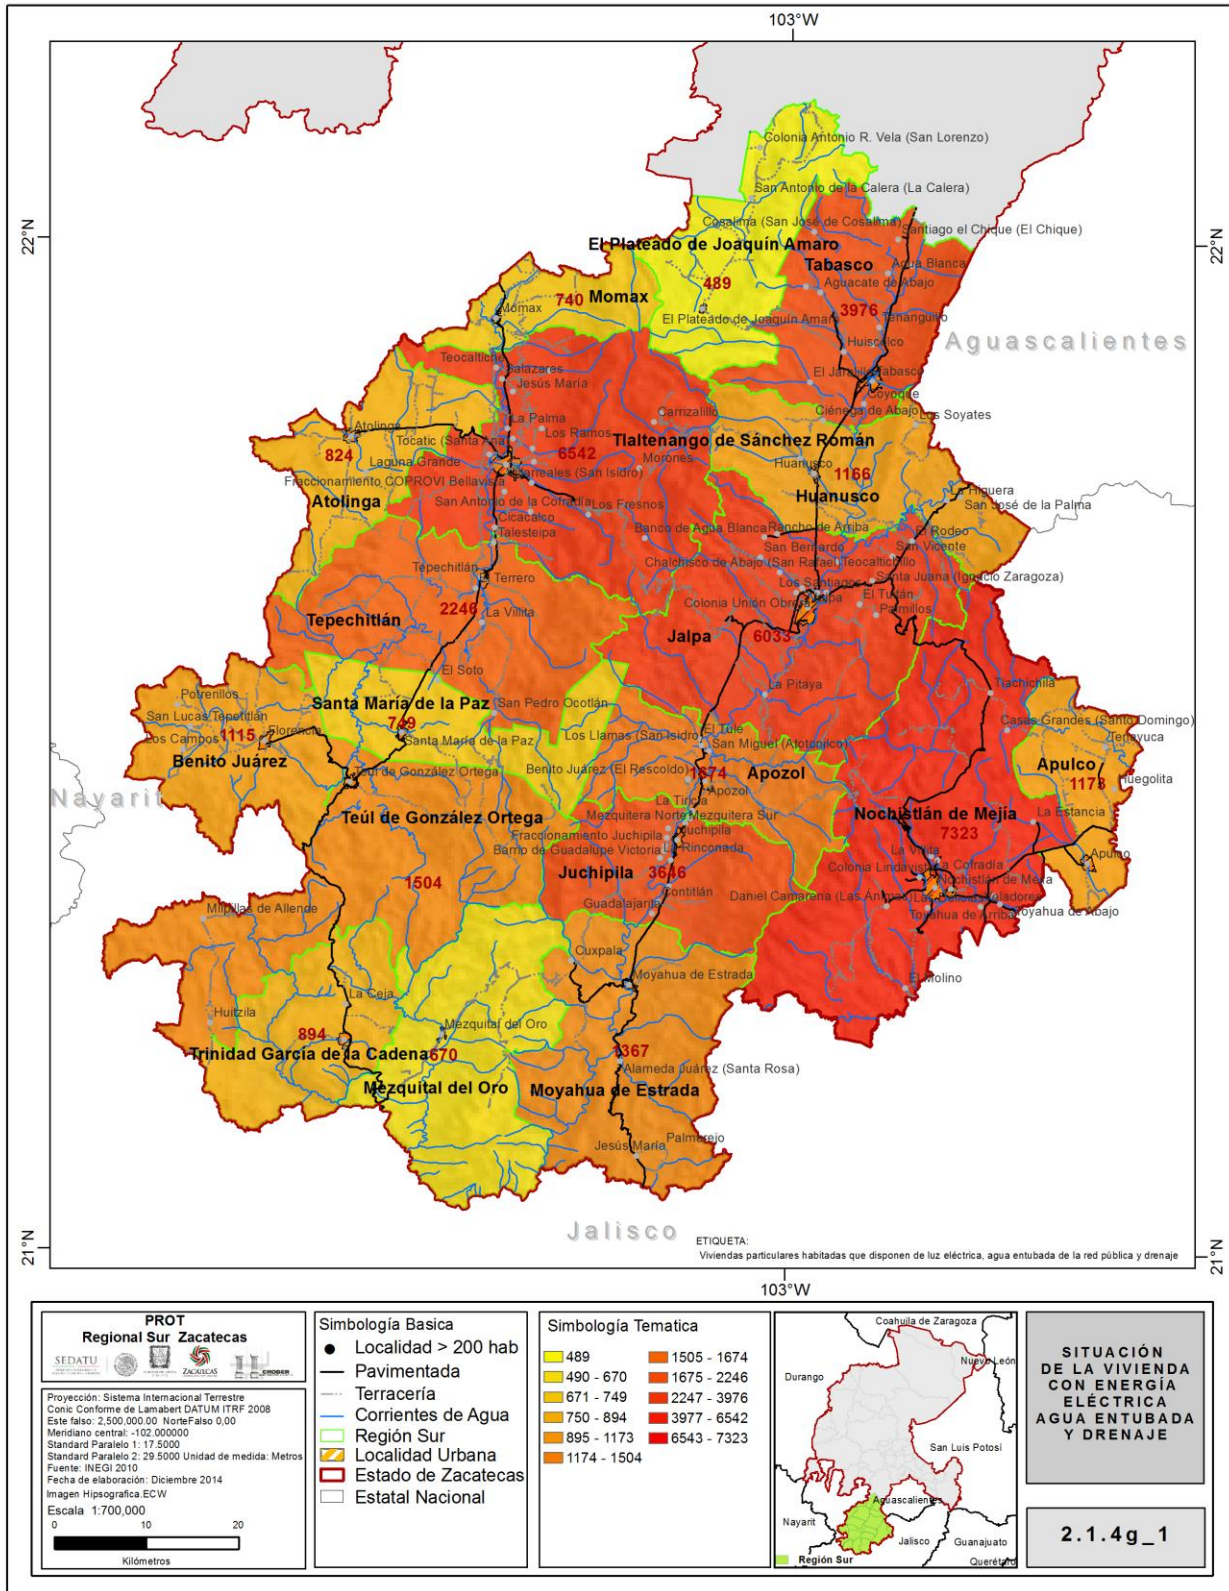 103°W
22°N
22°N
Colonia Antonio R. Vela (San Lorenzo)
San Antonio de la Calera (La Calera)
Cosalima (San José de Cosalima)
Santiago el Chique (El Chique)
El Plateado de Joaquín Amaro
Tabasco
Agua Blanca
489
Aguacate de Abajo
740
Momax
3976
Momax
El Plateado de Joaquín Amaro
Tenanguito
Aguascalientes
Huiscolco
Teocaltiche
Salazares
Jesús María
El Jaralillo
Tabasco
Coyoque
Carrizalillo
Ciénega de Abajo
Los Soyates
La Palma
Atolinga
Los Ramos
Tlaltenango de Sánchez Román
Tocatic (Santa Ana)
824
6542
Laguna Grande
Morones
Huanusco
1166
Villarreales (San Isidro)
Fraccionamiento COPROVI Bellavista
Huanusco
La Higuera
Atolinga
San Antonio de la Cofradía
Los Fresnos
San José de la Palma
Cicacalco
Banco de Agua Blanca
Rancho de Arriba
El Rodeo
Talesteipa
San Bernardo
San Vicente
Chalchisco de Abajo (San Rafael)
Teocaltichillo
Tepechitlán
El Terrero
Los Santiagos
Santa Juana (Ignacio Zaragoza)
2246
Colonia Unión Obrera
Jalpa
El Tuitán
Palmillos
Tepechitlán
La Villita
Jalpa
6033
El Soto
La Pitaya
Tlachichila
Potrerillos
Santa María de la Paz
San Pedro Ocotlán
San Lucas Tepetitlán
749
Casas Grandes (Santo Domingo)
Los Campos
1115
Florencia
Santa María de la Paz
Los Llamas (San Isidro)
El Tule
Tenayuca
San Miguel (Atotonilco)
Benito Juárez
Teúl de González Ortega
Benito Juárez (El Rescoldo)
1674
Apozol
Apulco
1173
Huegolita
Nayarit
Apozol
La Tiricia
Teúl de González Ortega
Mezquitera Norte
Mezquitera Sur
Nochistlán de Mejía
La Estancia
Fraccionamiento Juchipila
Juchipila
7323
Barrio de Guadalupe Victoria
La Rinconada
La Villita
Apulco
Juchipila
3646
Colonia Lindavista
La Cofradía
1504
Contitlán
Nochistlán de Mejía
Daniel Camarena (Las Animas)
Milpillas de Allende
Guadalajarita
Toyahua de Arriba
Toyahua de Abajo
Cuxpala
Moyahua de Estrada
La Ceja
El Molino
Huitzila
Mezquital del Oro
894
Trinidad García de la Cadena
670
1367
Alameda Juárez (Santa Rosa)
Mezquital del Oro
Moyahua de Estrada
Jesús María
Palmarejo
Jalisco
ETIQUETA:
Viviendas particulares habitadas que disponen de luz eléctrica, agua entubada de la red pública y drenaje
21°N
21°N
103°W
PROT
Regional Sur Zacatecas
SEDATU
ZACATECAS
Proyección: Sistema Internacional Terrestre
Conic Conforme de Lamabert DATUM ITRF 2008
Este falso: 2,500,000.00 NorteFalso 0,00
Meridiano central: -102.000000
Standard Paralelo 1: 17.5000
Standard Paralelo 2: 29.5000 Unidad de medida: Metros
Fuente: INEGI 2010
Fecha de elaboración: Diciembre 2014
Imagen Hipsografica.ECW
Escala 1:700,000
0 10 20
Kilómetros
Simbología Basica
Localidad > 200 hab
Pavimentada
Terracería
Corrientes de Agua
Región Sur
Localidad Urbana
Estado de Zacatecas
Estatal Nacional
Simbología Tematica
489
490 - 670
671 - 749
750 - 894
895 - 1173
1174 - 1504
1505 - 1674
1675 - 2246
2247 - 3976
3977 - 6542
6543 - 7323
Coahuila de Zaragoza
Nuevo León
Durango
San Luis Potosí
Aguascalientes
Nayarit
Jalisco
Guanajuato
Querétaro
Región Sur
SITUACIÓN
DE LA VIVIENDA
CON ENERGÍA
ELÉCTRICA
AGUA ENTUBADA
Y DRENAJE
2.1.4g_1